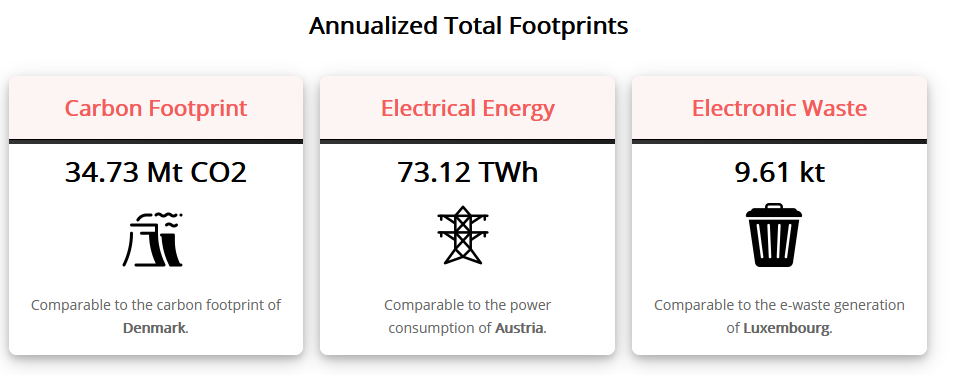 Annualized Total Footprints
Carbon Footprint
34.73 Mt CO2
Comparable to the carbon footprint of
Denmark.
Electrical Energy
73.12 TWh
Comparable to the power
consumption of Austria.
Electronic Waste
9.61 kt
Comparable to the e-waste generation
of Luxembourg.